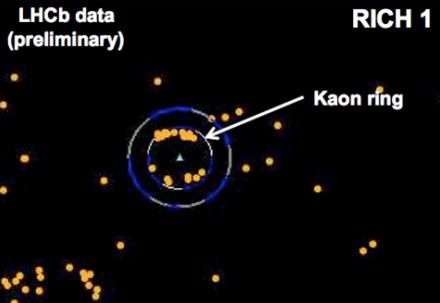 LHCb data
(preliminary)
RICH 1
Kaon ring